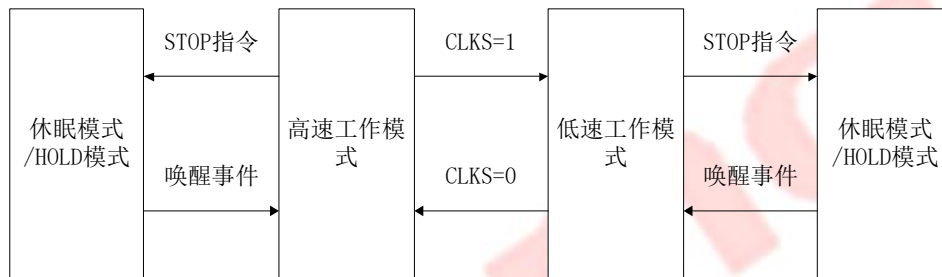 STOP指令
CLKS=1
STOP指令
休眠模式
/HOLD模式
高速工作模
式
低速工作模
式
休眠模式
/HOLD模式
唤醒事件
CLKS=0
唤醒事件